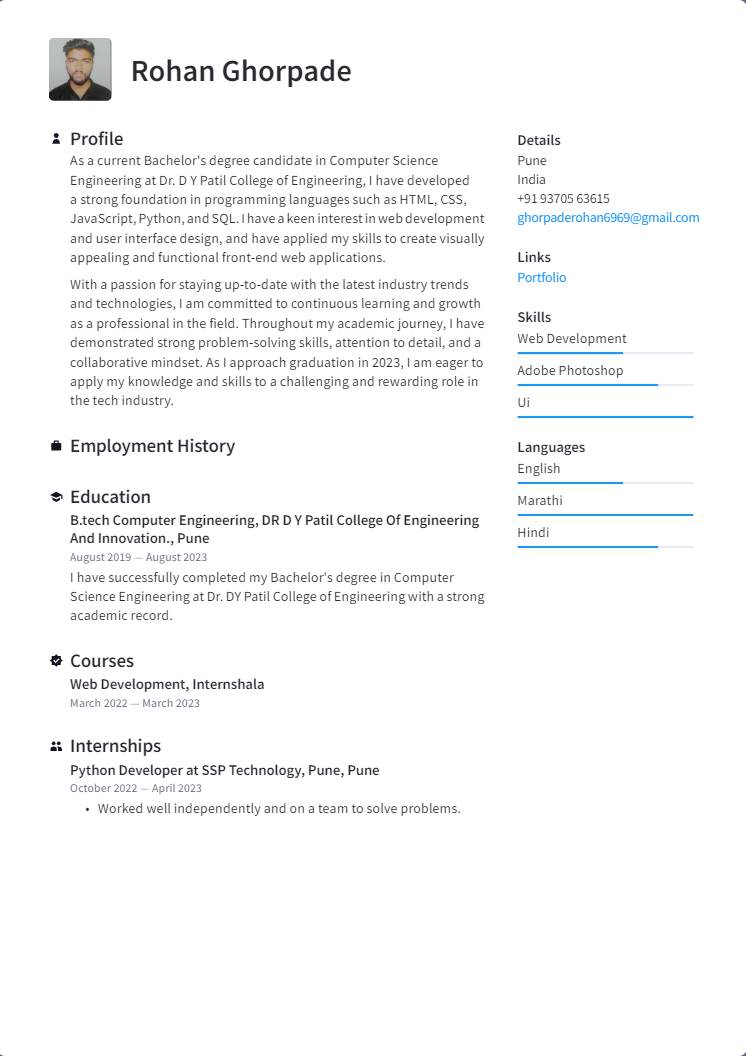 Rohan Ghorpade
Profile
As a current Bachelor's degree candidate in Computer Science
Engineering at Dr. D Y Patil College of Engineering, I have developed
a strong foundation in programming languages such as HTML, CSS,
JavaScript, Python, and SQL. I have a keen interest in web development
and user interface design, and have applied my skills to create visually
appealing and functional front-end web applications.
With a passion for staying up-to-date with the latest industry trends
and technologies, I am committed to continuous learning and growth
as a professional in the field. Throughout my academic journey, I have
demonstrated strong problem-solving skills, attention to detail, and a
collaborative mindset. As I approach graduation in 2023, I am eager to
apply my knowledge and skills to a challenging and rewarding role in
the tech industry.
Employment History
Education
B.tech Computer Engineering, DR D Y Patil College Of Engineering
And Innovation., Pune
August 2019 — August 2023
I have successfully completed my Bachelor's degree in Computer
Science Engineering at Dr. DY Patil College of Engineering with a strong
academic record.
Courses
Web Development, Internshala
March 2022 — March 2023
Internships
Python Developer at SSP Technology, Pune, Pune
October 2022 — April 2023
• Worked well independently and on a team to solve problems.
Details
Pune
India
+91 93705 63615
ghorpaderohan6969@gmail.com
Links
Portfolio
Skills
Web Development
Adobe Photoshop
Ui
Languages
English
Marathi
Hindi